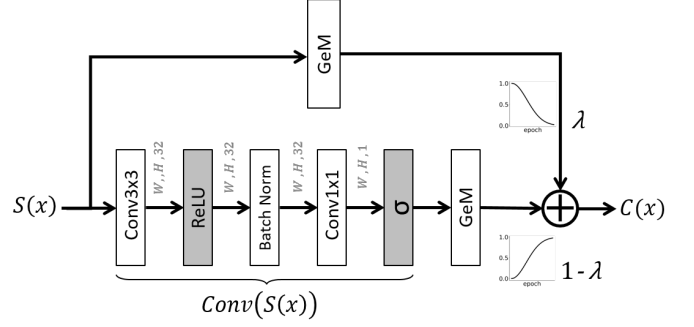 GeM
1.0
0.5
0.0
epoch
λ
S(x)
Conv3x3
W,,H,32
ReLU
W,H,32
Batch Norm
W,H,32
Conv1x1
W,H,1
σ
GeM
C(x)
1.0
0.5
0.0
epoch
1-λ
Conv(S(x))